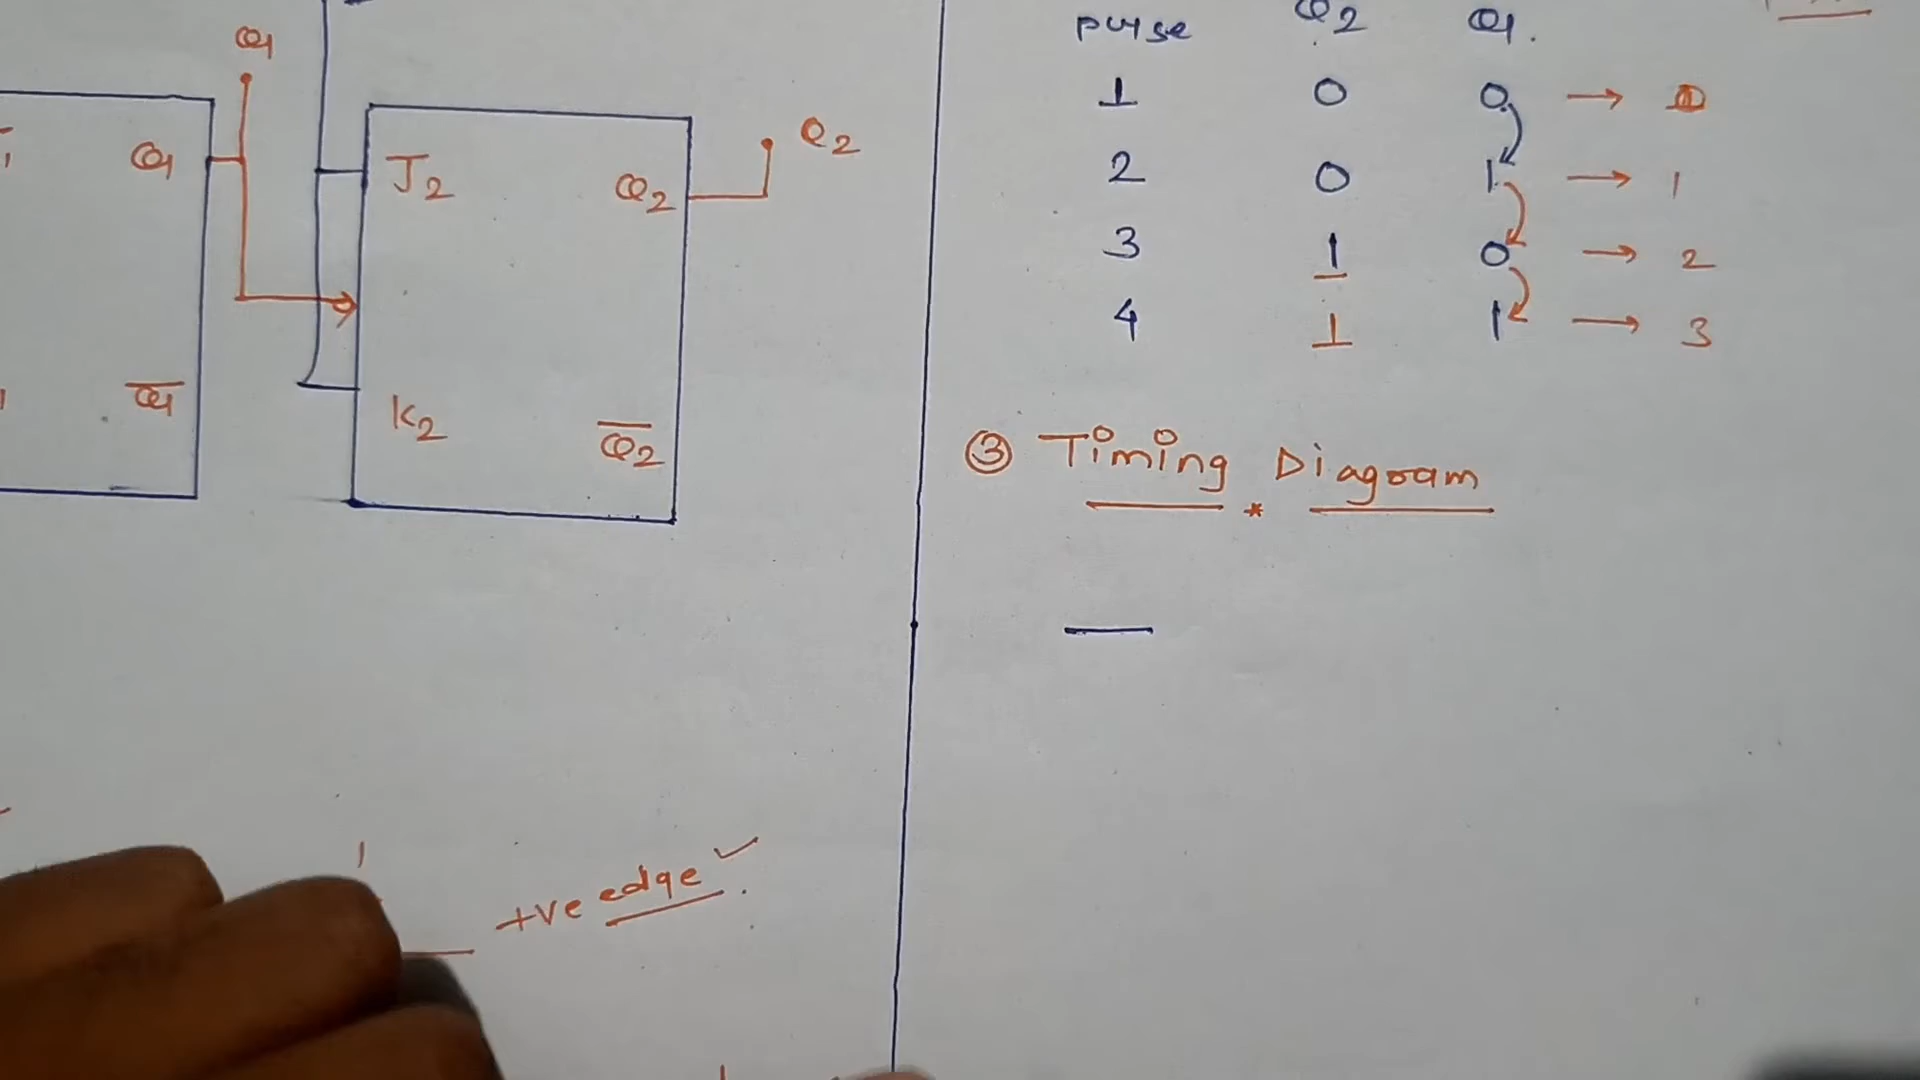 Q1
Q1
Q1
J2
Q2
K2
Q2
Q2
+ve edge ✓
pulse Q2 Q1
1 0 0 →
2 0 1 → 1
3 1 0 → 2
4 1 1 → 3
③ Timing Diagram